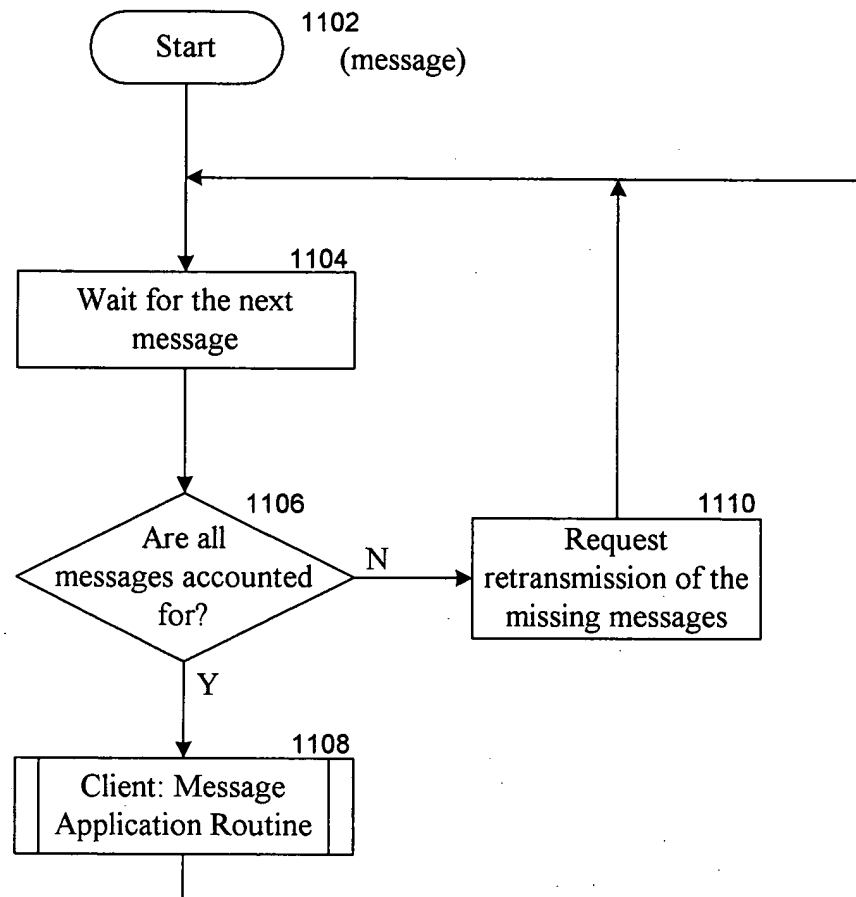 Start
1102
(message)
1104
Wait for the next
message
1106
Are all
messages accounted
for?
N
1110
Request
retransmission of the
missing messages
Y
1108
Client: Message
Application Routine